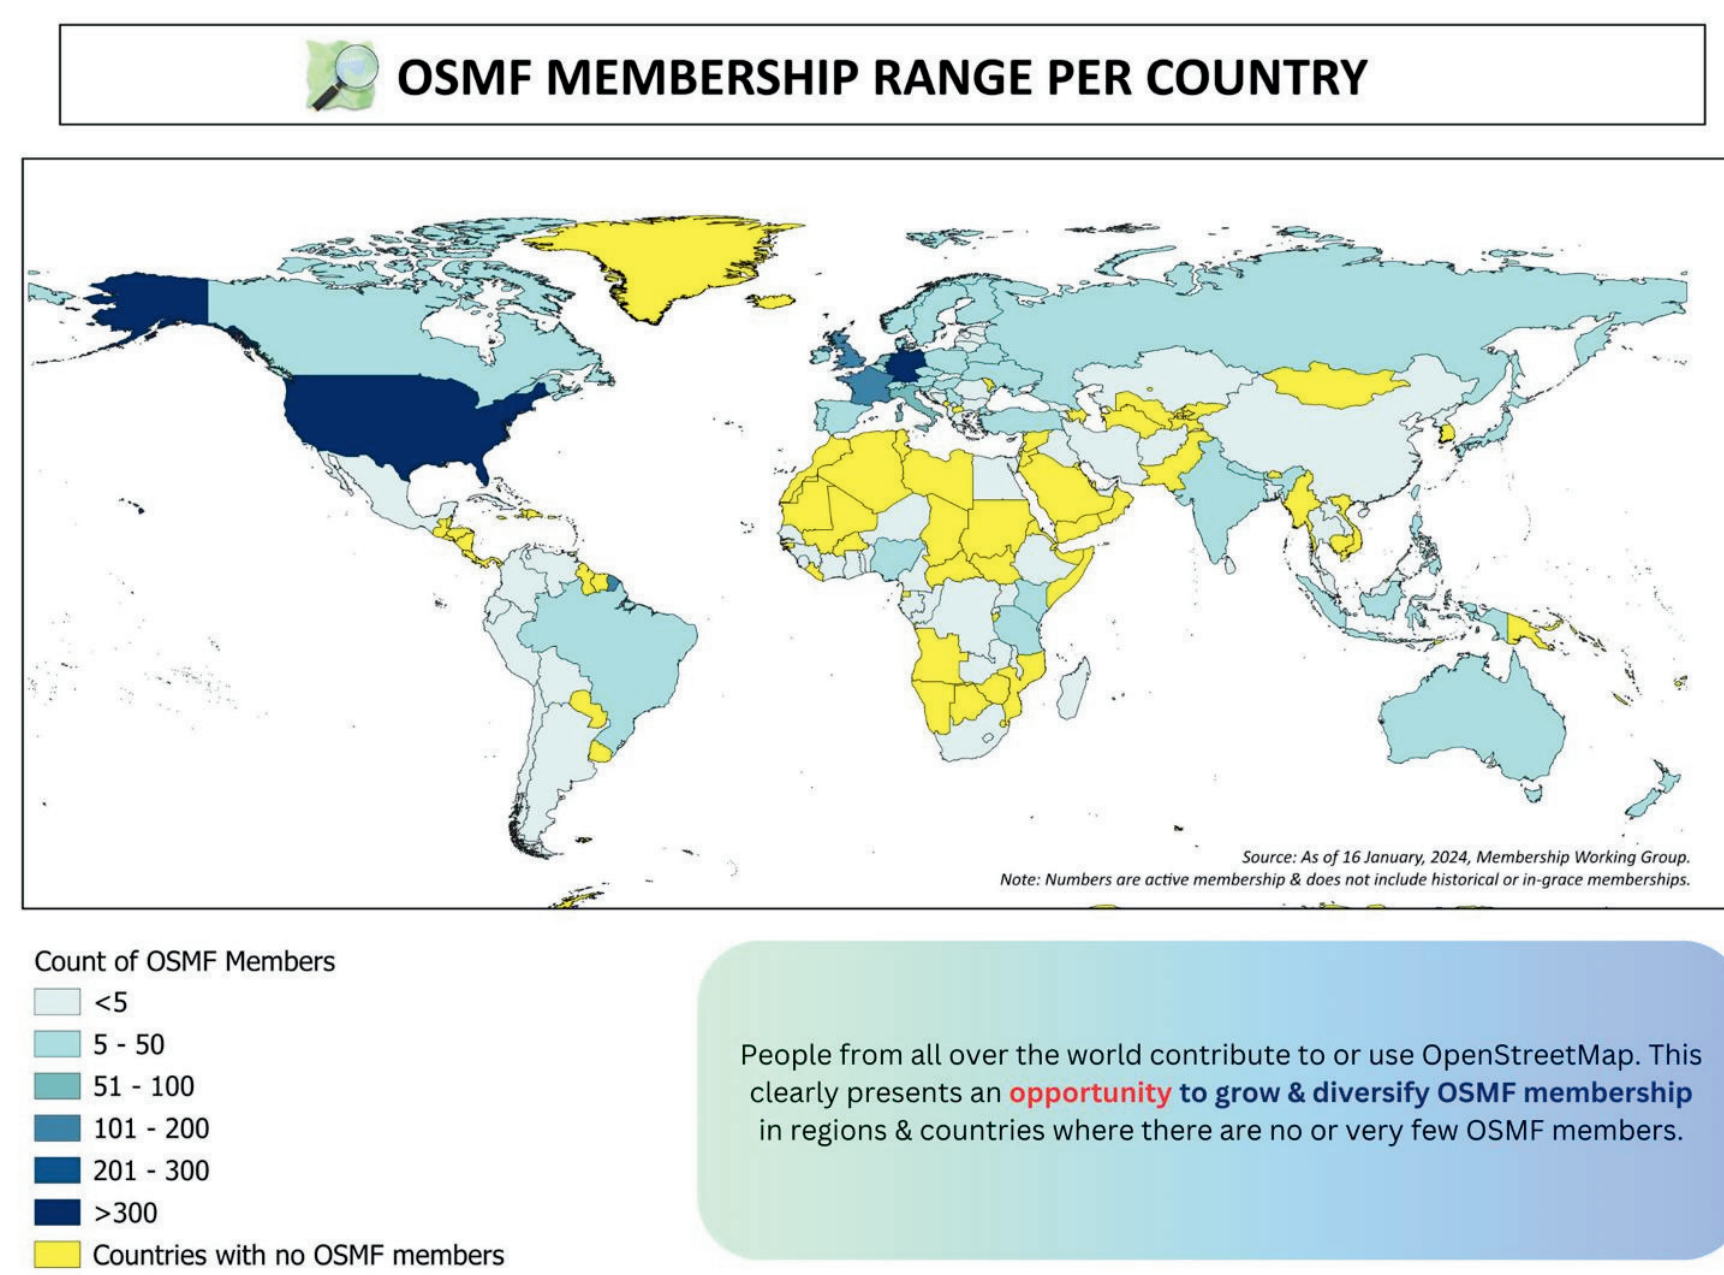 OSMF MEMBERSHIP RANGE PER COUNTRY
Source: As of 16 January, 2024, Membership Working Group.
Note: Numbers are active membership & does not include historical or in-grace memberships.
Count of OSMF Members
<5
5 - 50
51 - 100
101 - 200
201 - 300
>300
Countries with no OSMF members
People from all over the world contribute to or use OpenStreetMap. This
clearly presents an opportunity to grow & diversify OSMF membership
in regions & countries where there are no or very few OSMF members.